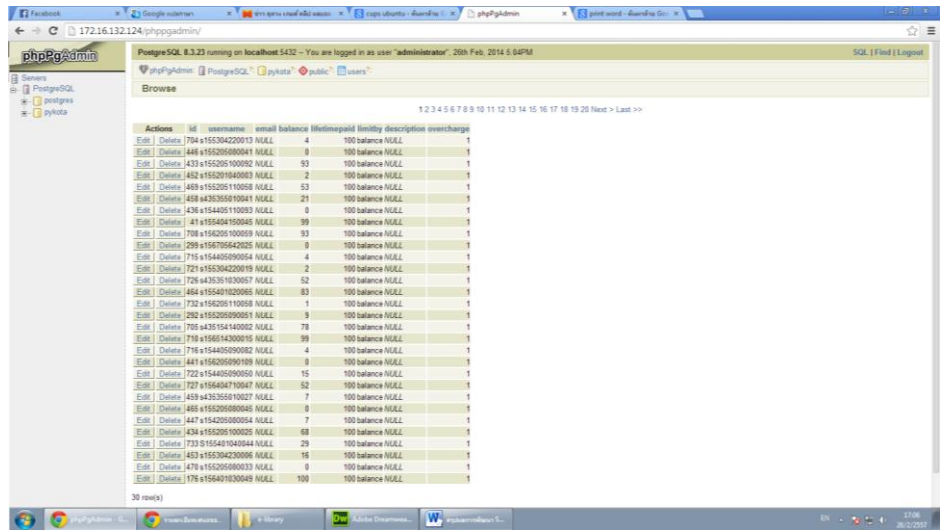 Facebook
phpPgAdmin
172.16.132.124/phppgadmin/
phpPgAdmin
Servers
PostgreSQL
postgres
pykota
PostgreSQL 8.3.23 running on localhost:5432 -- You are logged in as user "administrator", 26th Feb, 2014 5:04PM
SQL | Find | Logout
phpPgAdmin: PostgreSQL?: pykota?: public?: users?:
Browse
1 2 3 4 5 6 7 8 9 10 11 12 13 14 15 16 17 18 19 20 Next > Last >>
Actions id username email balance lifetimepaid limitby description overcharge
Edit Delete 704 s155304220013 NULL 4 100 balance NULL 1
Edit Delete 446 s155205080041 NULL 0 100 balance NULL 1
Edit Delete 433 s155205100092 NULL 93 100 balance NULL 1
Edit Delete 452 s155201040003 NULL 2 100 balance NULL 1
Edit Delete 469 s155205110058 NULL 53 100 balance NULL 1
Edit Delete 458 s435355010041 NULL 21 100 balance NULL 1
Edit Delete 436 s154405110093 NULL 0 100 balance NULL 1
Edit Delete 41 s155404150045 NULL 99 100 balance NULL 1
Edit Delete 708 s156205100059 NULL 93 100 balance NULL 1
Edit Delete 299 s156705642025 NULL 0 100 balance NULL 1
Edit Delete 715 s154405090054 NULL 4 100 balance NULL 1
Edit Delete 721 s155304220019 NULL 2 100 balance NULL 1
Edit Delete 726 s435351030057 NULL 52 100 balance NULL 1
Edit Delete 464 s155401020065 NULL 83 100 balance NULL 1
Edit Delete 732 s156205110058 NULL 1 100 balance NULL 1
Edit Delete 292 s155205090051 NULL 9 100 balance NULL 1
Edit Delete 705 s435154140002 NULL 78 100 balance NULL 1
Edit Delete 710 s156514300015 NULL 99 100 balance NULL 1
Edit Delete 716 s154405090082 NULL 4 100 balance NULL 1
Edit Delete 441 s156205090109 NULL 0 100 balance NULL 1
Edit Delete 722 s154405090050 NULL 15 100 balance NULL 1
Edit Delete 727 s156404710047 NULL 52 100 balance NULL 1
Edit Delete 459 s435355010027 NULL 7 100 balance NULL 1
Edit Delete 465 s155205080045 NULL 0 100 balance NULL 1
Edit Delete 447 s154205080054 NULL 7 100 balance NULL 1
Edit Delete 434 s155205100025 NULL 68 100 balance NULL 1
Edit Delete 733 S155401040044 NULL 29 100 balance NULL 1
Edit Delete 453 s155304230006 NULL 16 100 balance NULL 1
Edit Delete 470 s155205080033 NULL 0 100 balance NULL 1
Edit Delete 176 s156401030049 NULL 100 100 balance NULL 1
30 row(s)
phpPgAdmin - G...
e-library
Adobe Dreamwea...
EN
17:06
26/2/2557